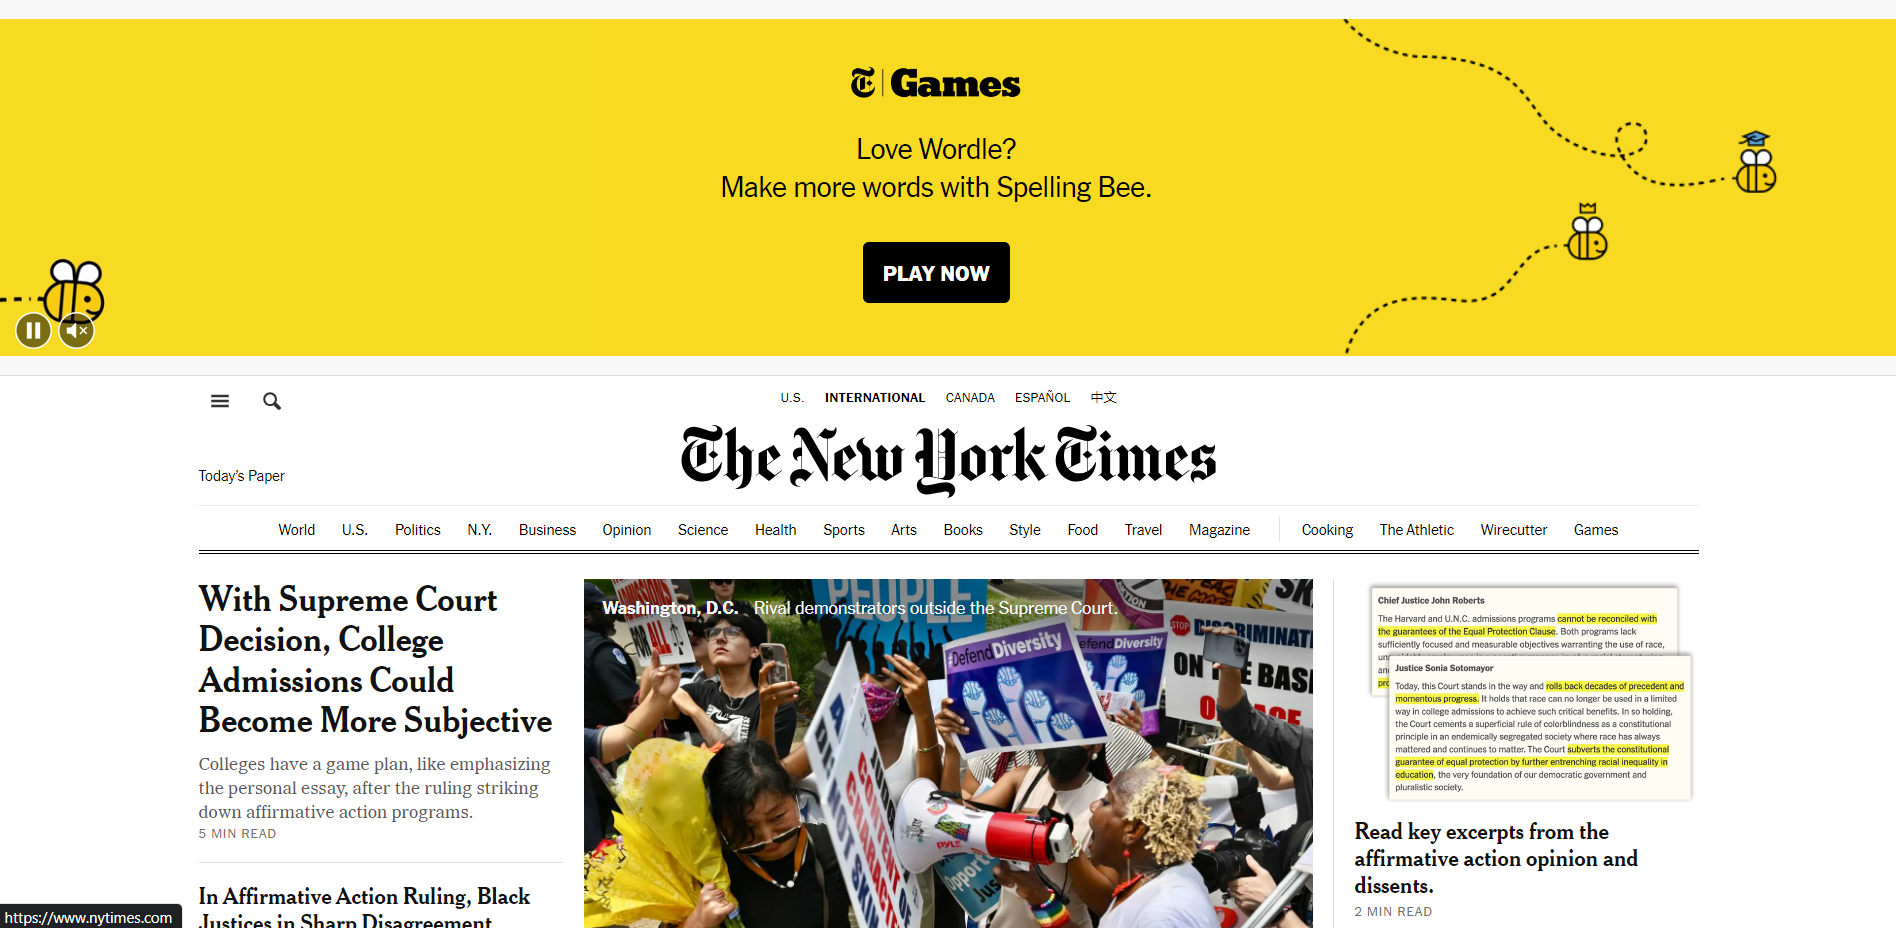 T Games
Love Wordle?
Make more words with Spelling Bee.
PLAY NOW
U.S. INTERNATIONAL CANADA ESPAÑOL 中文
The New York Times
Today's Paper
World U.S. Politics N.Y. Business Opinion Science Health Sports Arts Books Style Food Travel Magazine Cooking The Athletic Wirecutter Games
With Supreme Court
Decision, College
Admissions Could
Become More Subjective
Colleges have a game plan, like emphasizing
the personal essay, after the ruling striking
down affirmative action programs.
5 MIN READ
In Affirmative Action Ruling, Black
Justices in Sharp Disagreement
Washington, D.C. Rival demonstrators outside the Supreme Court.
PEOPLE
ALL!
#DefendDiversity
DefendDiversity
STOP DISCRIMINATI
ON THE BASI
OF RACE
PYLE
Chief Justice John Roberts
The Harvard and U.N.C. admissions programs cannot be reconciled with
the guarantees of the Equal Protection Clause. Both programs lack
sufficiently focused and measurable objectives warranting the use of race,
Justice Sonia Sotomayor
Today, this Court stands in the way and rolls back decades of precedent and
momentous progress. It holds that race can no longer be used in a limited
way in college admissions to achieve such critical benefits. In so holding,
the Court cements a superficial rule of colorblindness as a constitutional
principle in an endemically segregated society where race has always
mattered and continues to matter. The Court subverts the constitutional
guarantee of equal protection by further entrenching racial inequality in
education, the very foundation of our democratic government and
pluralistic society.
Read key excerpts from the
affirmative action opinion and
dissents.
2 MIN READ
https://www.nytimes.com